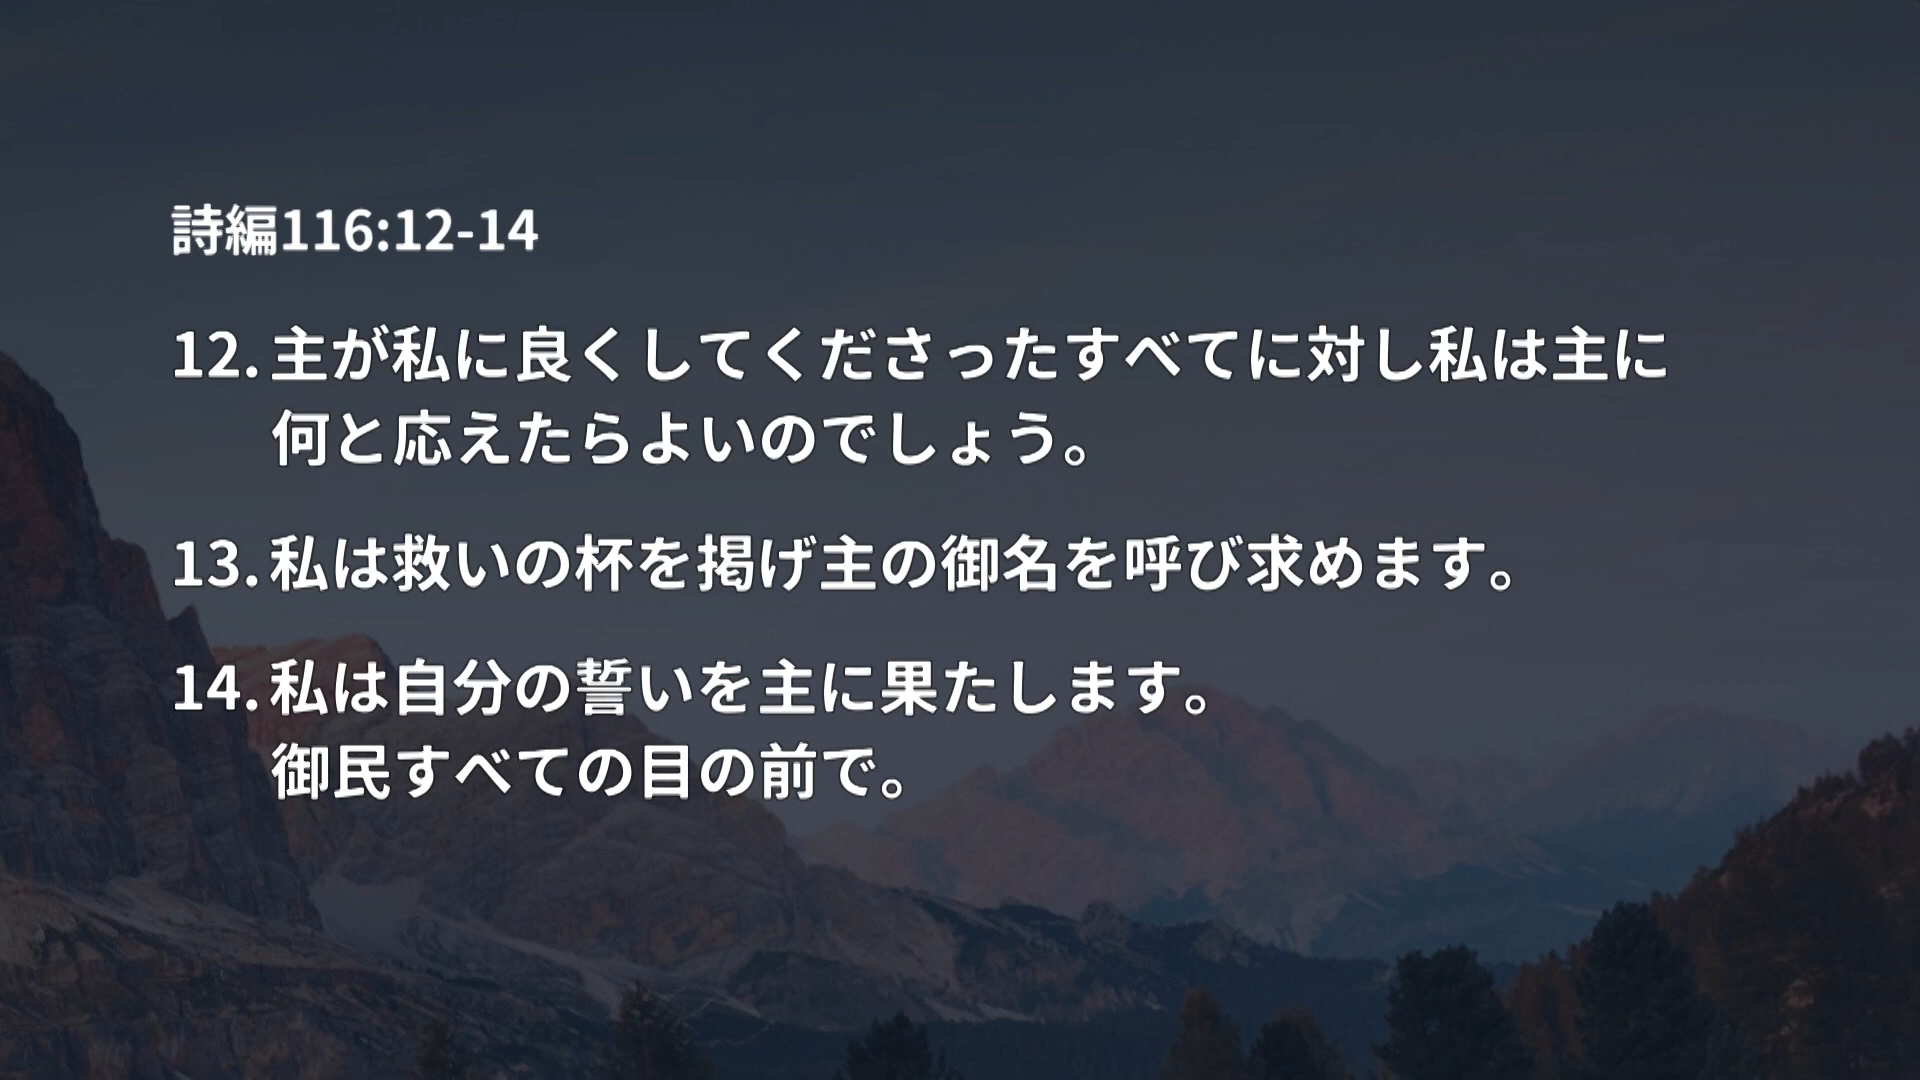 詩編116:12-14
12. 主が私に良くしてくださったすべてに対し私は主に
何と応えたらよいのでしょう。
13. 私は救いの杯を掲げ主の御名を呼び求めます。
14. 私は自分の誓いを主に果たします。
御民すべての目の前で。